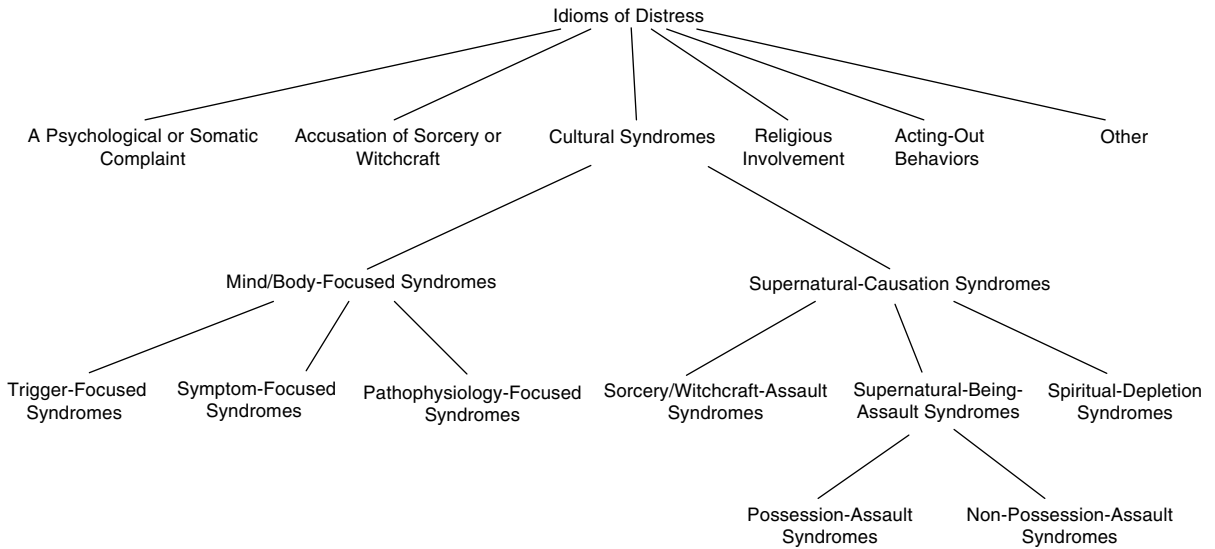 Idioms of Distress
A Psychological or Somatic
Complaint
Accusation of Sorcery or
Witchcraft
Cultural Syndromes
Religious
Involvement
Acting-Out
Behaviors
Other
Mind/Body-Focused Syndromes
Supernatural-Causation Syndromes
Trigger-Focused
Syndromes
Symptom-Focused
Syndromes
Pathophysiology-Focused
Syndromes
Sorcery/Witchcraft-Assault
Syndromes
Supernatural-Being-
Assault Syndromes
Spiritual-Depletion
Syndromes
Possession-Assault
Syndromes
Non-Possession-Assault
Syndromes